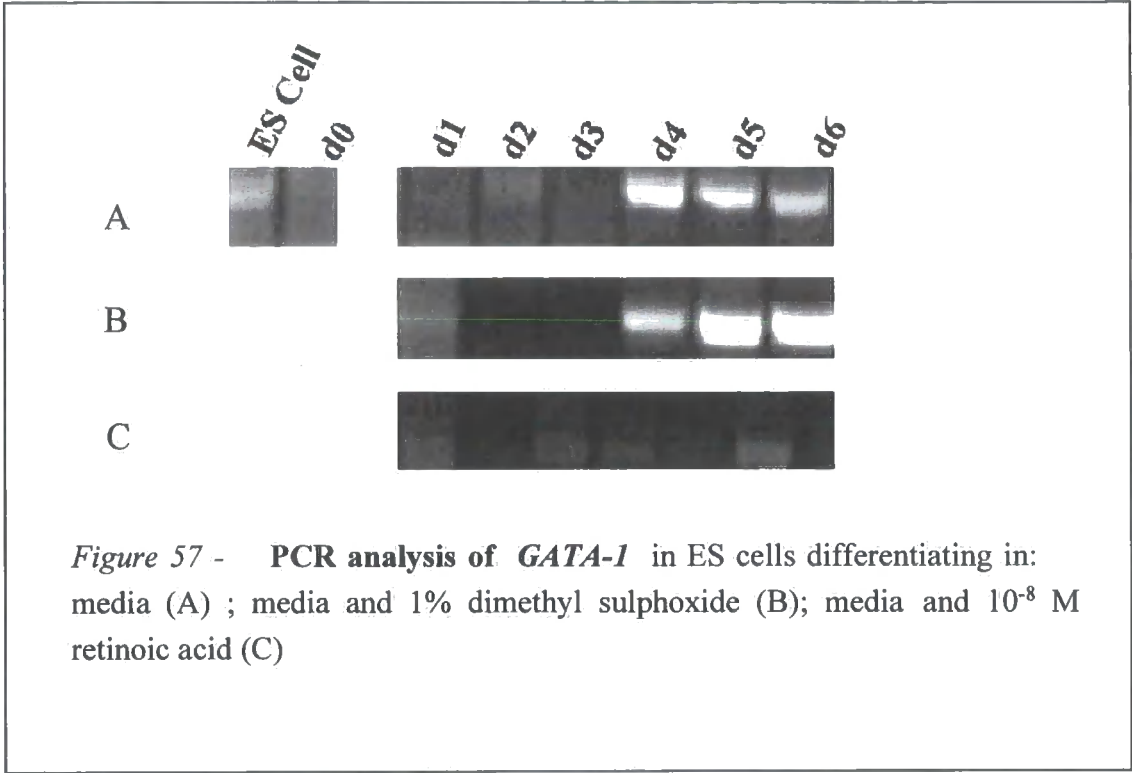 ES Cell d0 d1 d2 d3 d4 d5 d6
A
B
C
Figure 57 - PCR analysis of GATA-1 in ES cells differentiating in:
media (A) ; media and 1% dimethyl sulphoxide (B); media and 10⁻⁸ M
retinoic acid (C)